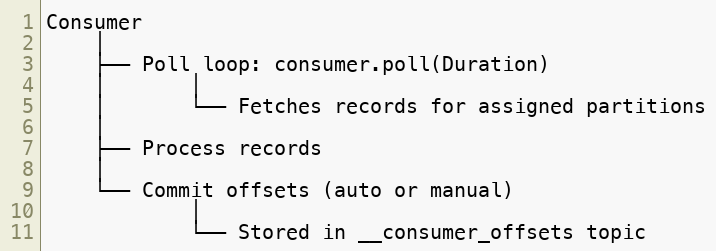 1 Consumer
2 │
3 ├── Poll loop: consumer.poll(Duration)
4 │ │
5 │ └── Fetches records for assigned partitions
6 │
7 ├── Process records
8 │
9 └── Commit offsets (auto or manual)
10 │
11 └── Stored in __consumer_offsets topic